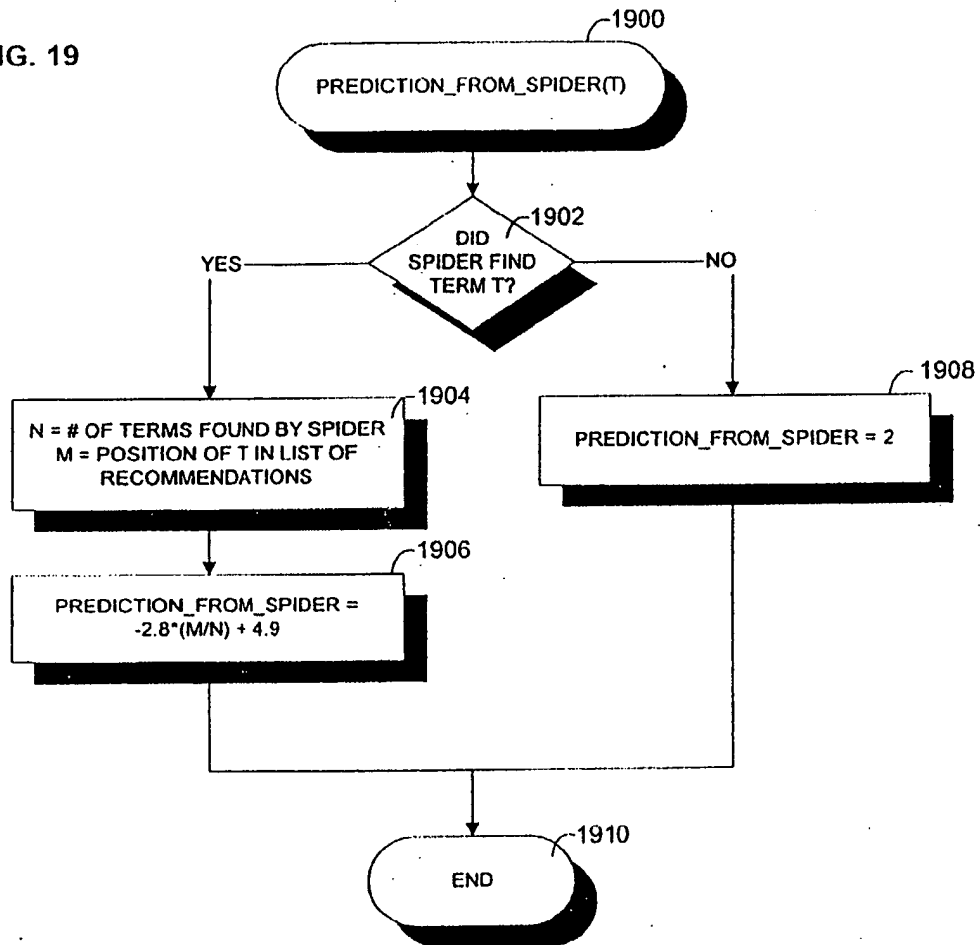 IG. 19
1900
PREDICTION_FROM_SPIDER(T)
1902
DID
SPIDER FIND
TERM T?
YES
NO
1904
N = # OF TERMS FOUND BY SPIDER
M = POSITION OF T IN LIST OF
RECOMMENDATIONS
1908
PREDICTION_FROM_SPIDER = 2
1906
PREDICTION_FROM_SPIDER =
-2.8*(M/N) + 4.9
1910
END